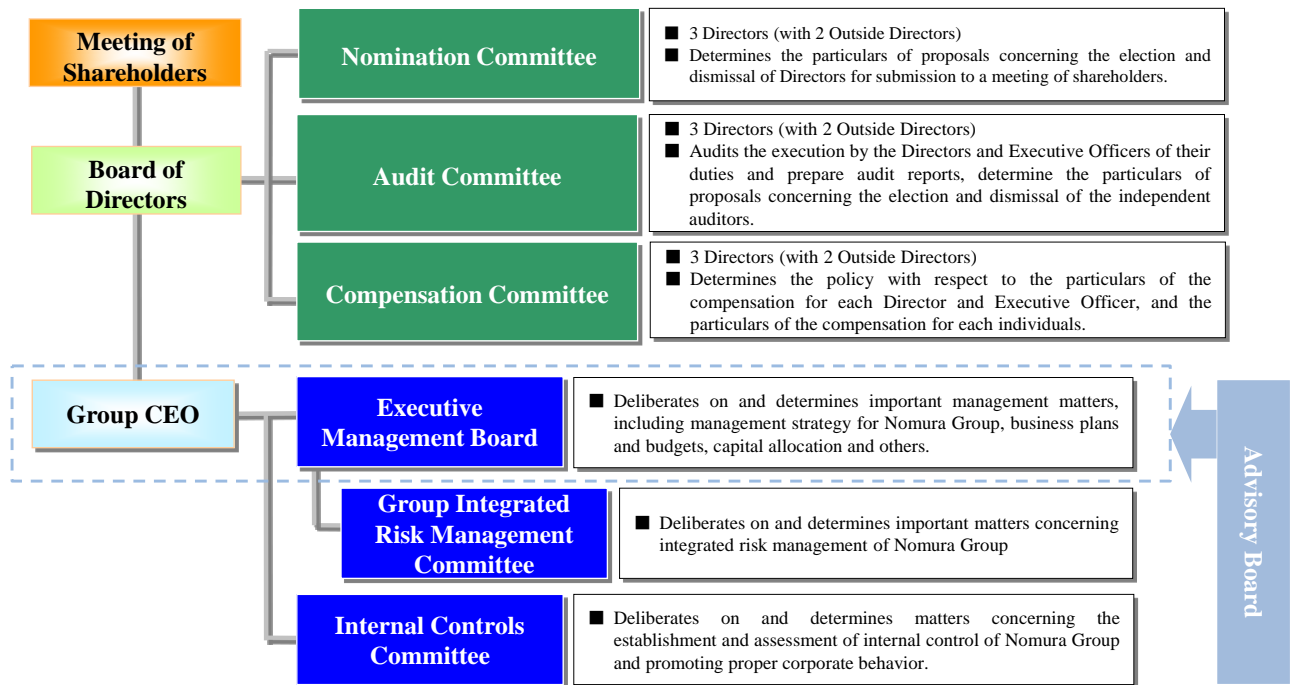 Meeting of
Shareholders
Nomination Committee
■ 3 Directors (with 2 Outside Directors)
■ Determines the particulars of proposals concerning the election and
dismissal of Directors for submission to a meeting of shareholders.
Board of
Directors
Audit Committee
■ 3 Directors (with 2 Outside Directors)
■ Audits the execution by the Directors and Executive Officers of their
duties and prepare audit reports, determine the particulars of
proposals concerning the election and dismissal of the independent
auditors.
Compensation Committee
■ 3 Directors (with 2 Outside Directors)
■ Determines the policy with respect to the particulars of the
compensation for each Director and Executive Officer, and the
particulars of the compensation for each individuals.
Group CEO
Executive
Management Board
■ Deliberates on and determines important management matters,
including management strategy for Nomura Group, business plans
and budgets, capital allocation and others.
Group Integrated
Risk Management
Committee
■ Deliberates on and determines important matters concerning
integrated risk management of Nomura Group
Internal Controls
Committee
■ Deliberates on and determines matters concerning the
establishment and assessment of internal control of Nomura Group
and promoting proper corporate behavior.
Advisory Board